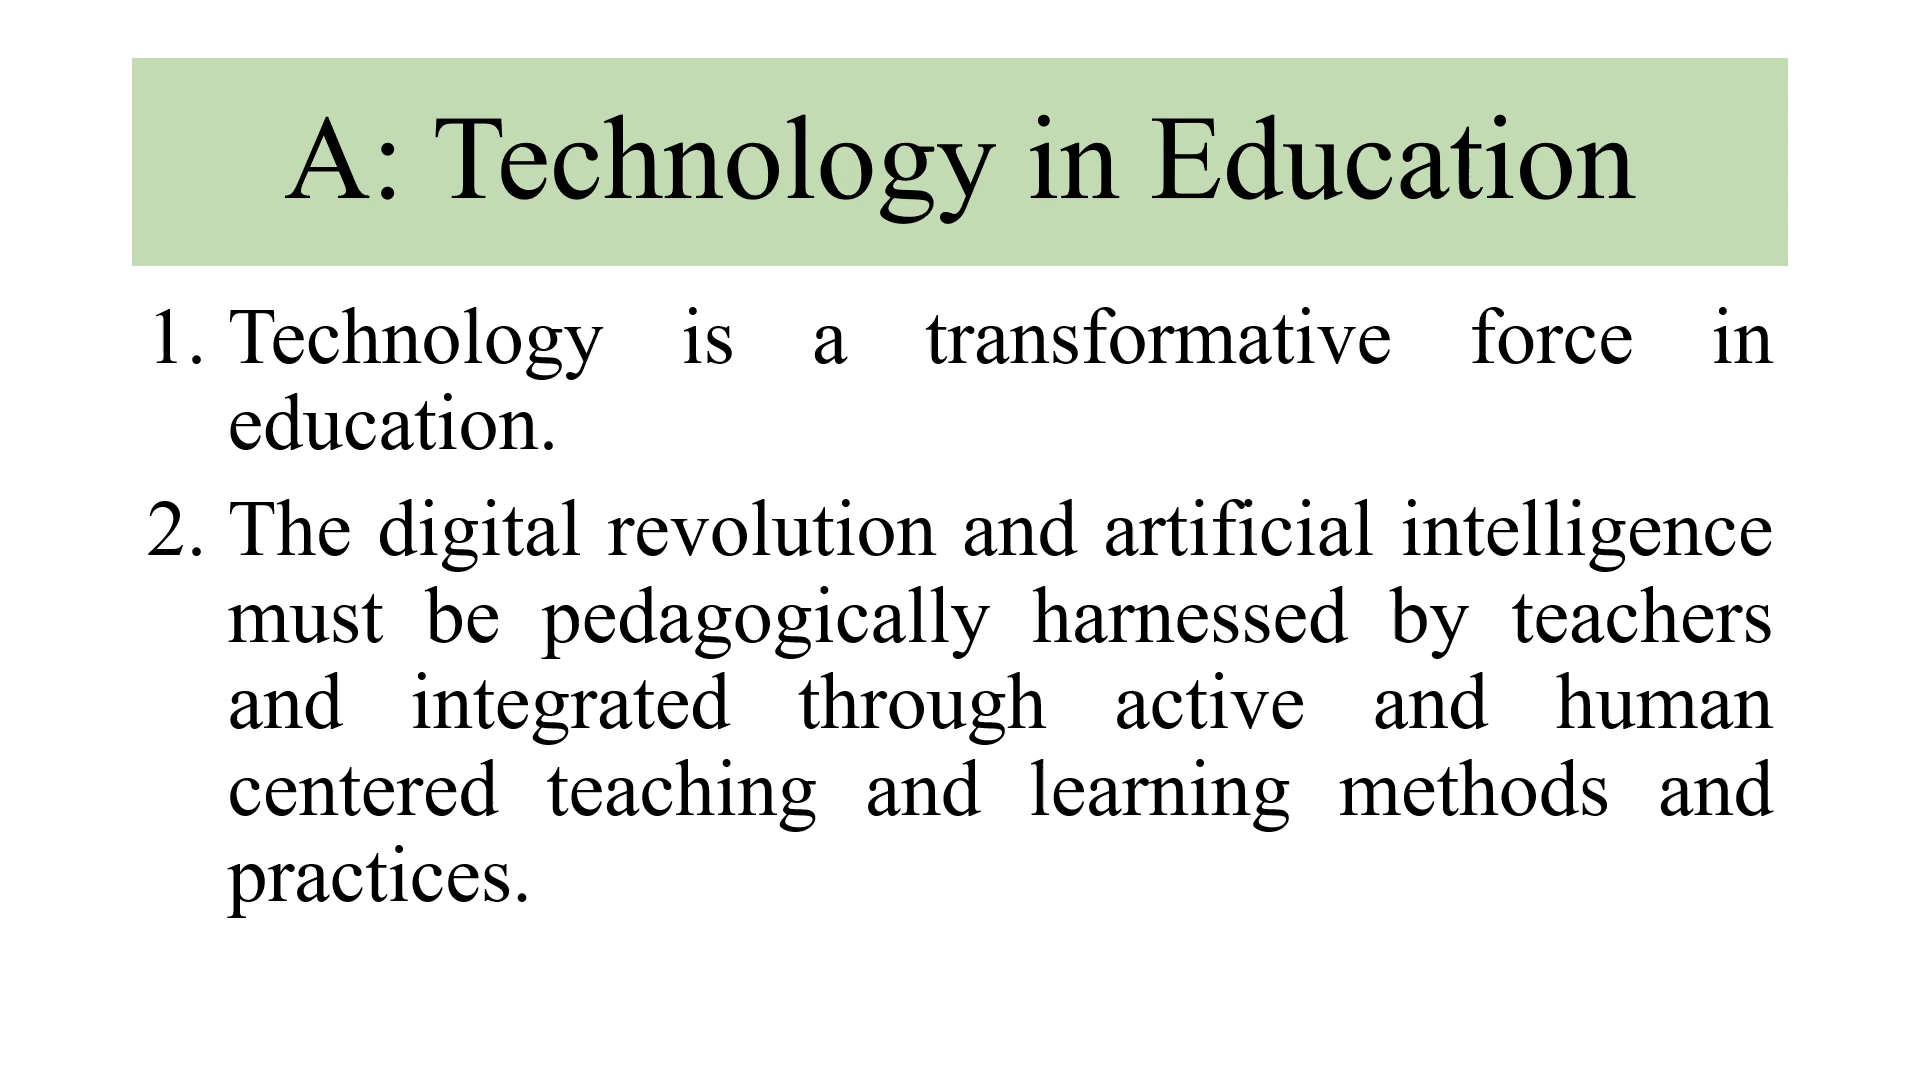 A: Technology in Education
1. Technology is a transformative force in
education.
2. The digital revolution and artificial intelligence
must be pedagogically harnessed by teachers
and integrated through active and human
centered teaching and learning methods and
practices.